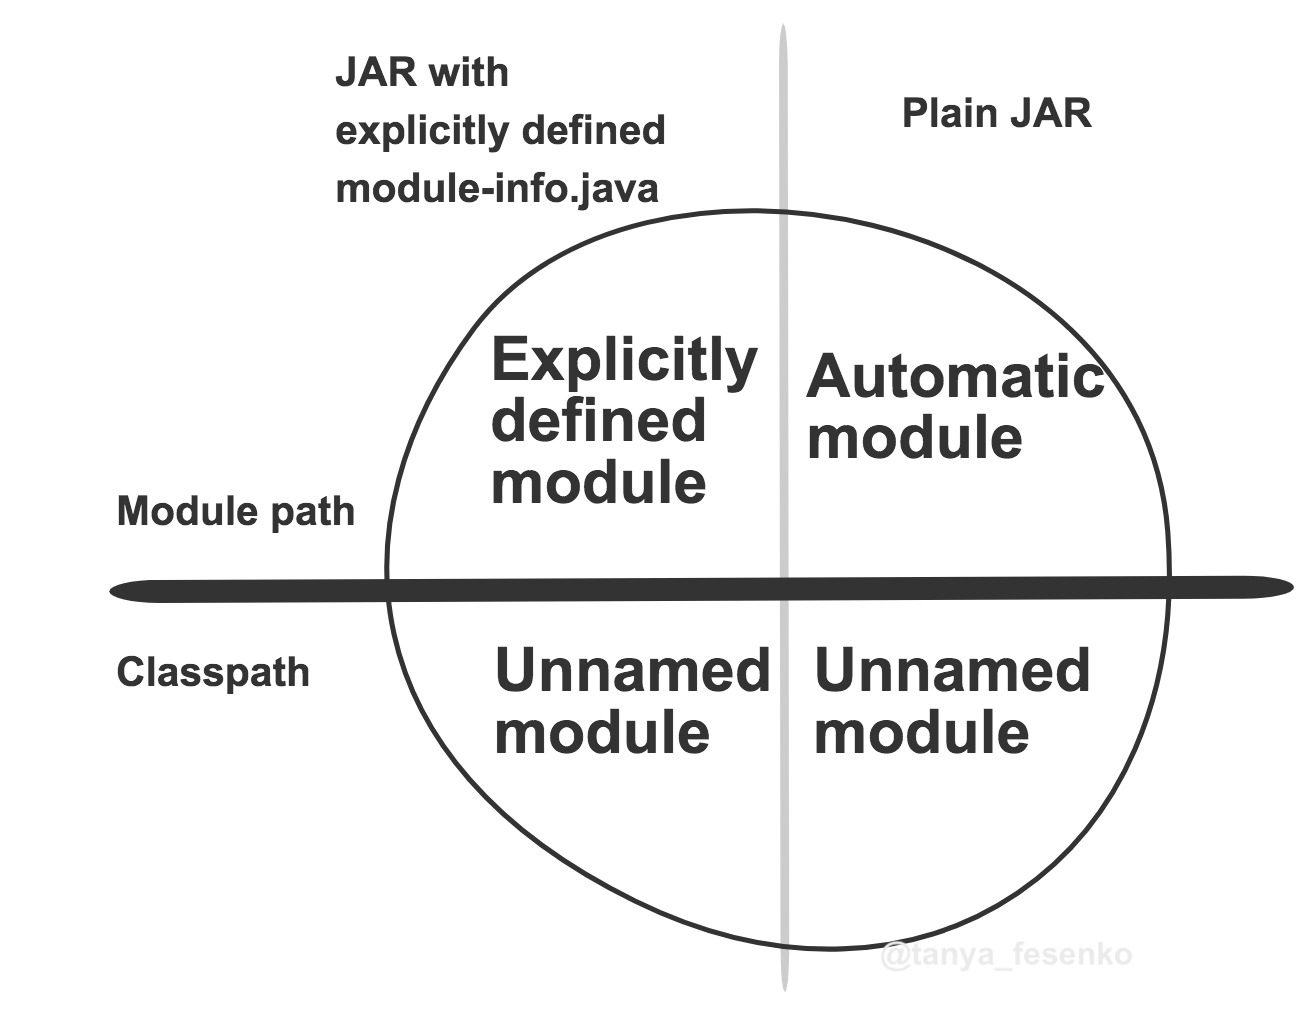 JAR with
explicitly defined
module-info.java
Plain JAR
Explicitly
defined
module
Automatic
module
Module path
Classpath
Unnamed
module
Unnamed
module
@tanya_fesenko